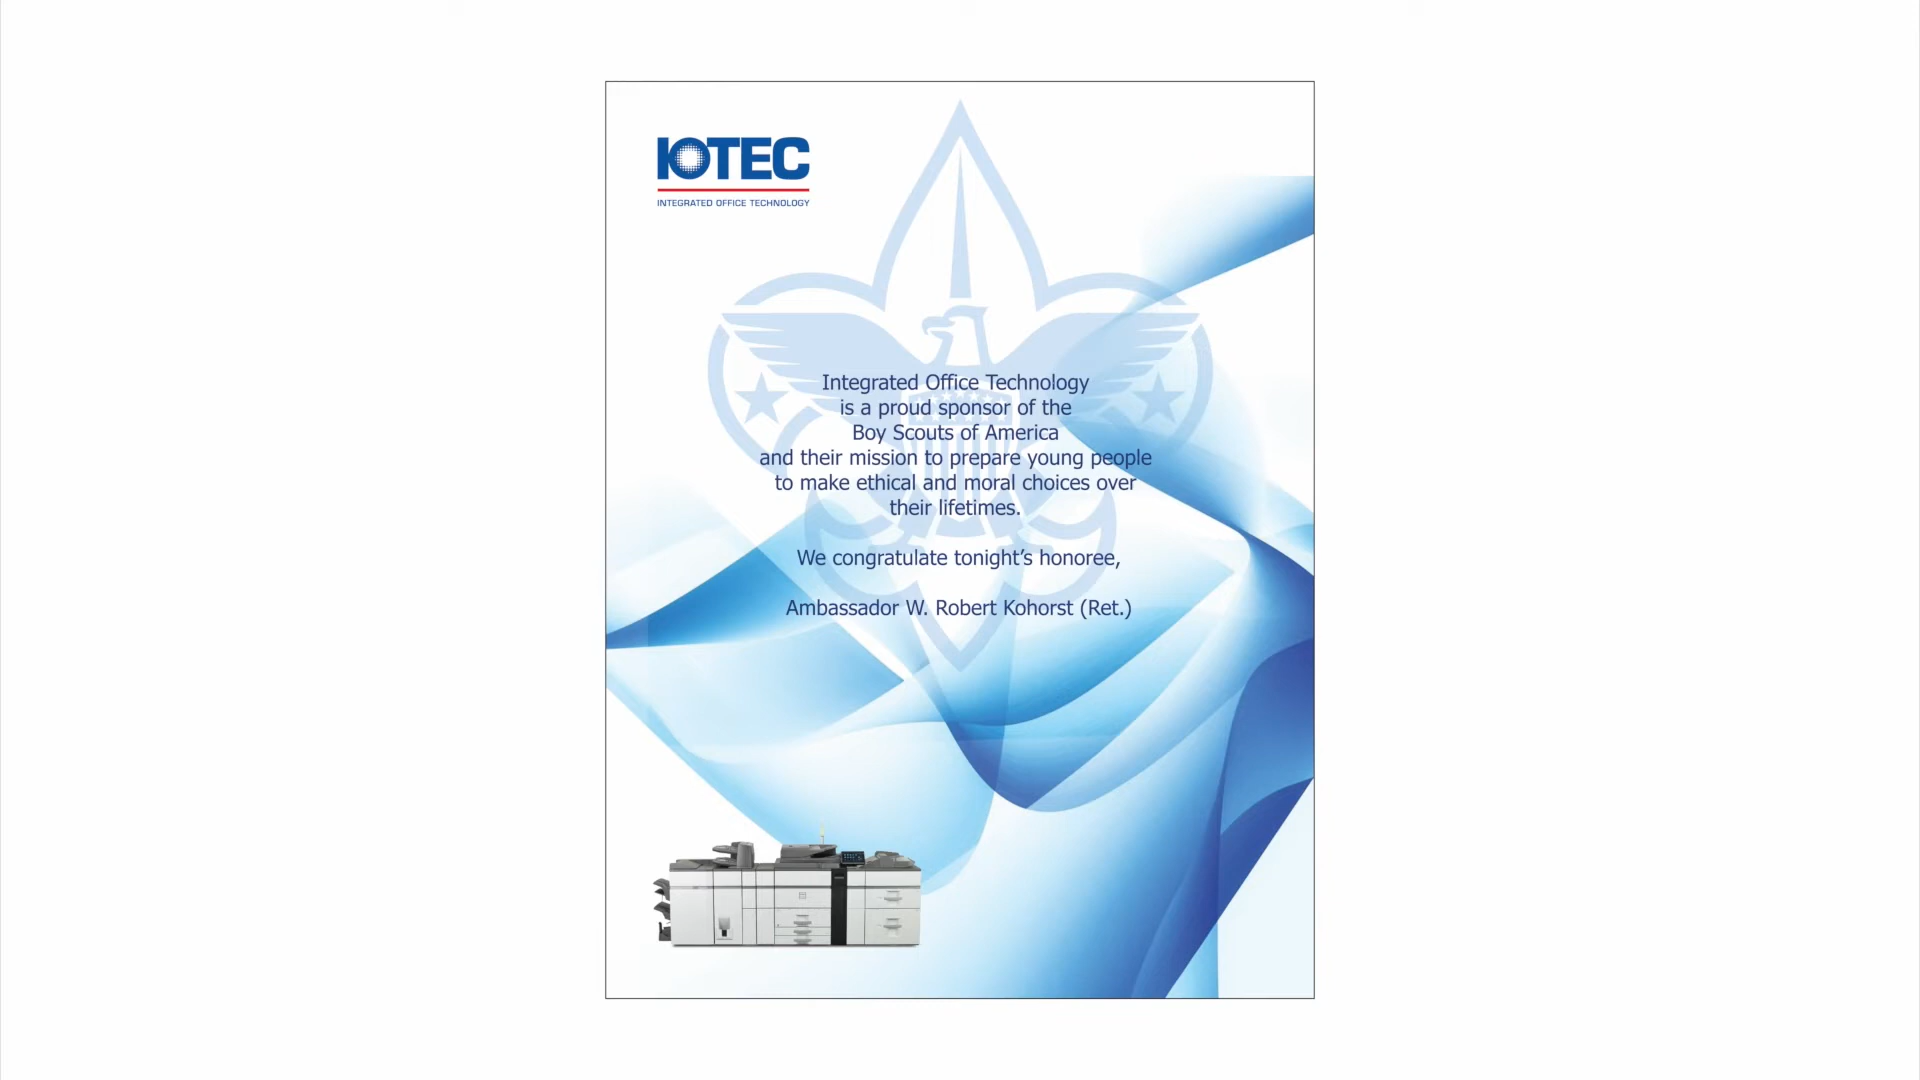 IOTEC
INTEGRATED OFFICE TECHNOLOGY
Integrated Office Technology
is a proud sponsor of the
Boy Scouts of America
and their mission to prepare young people
to make ethical and moral choices over
their lifetimes.
We congratulate tonight’s honoree,
Ambassador W. Robert Kohorst (Ret.)